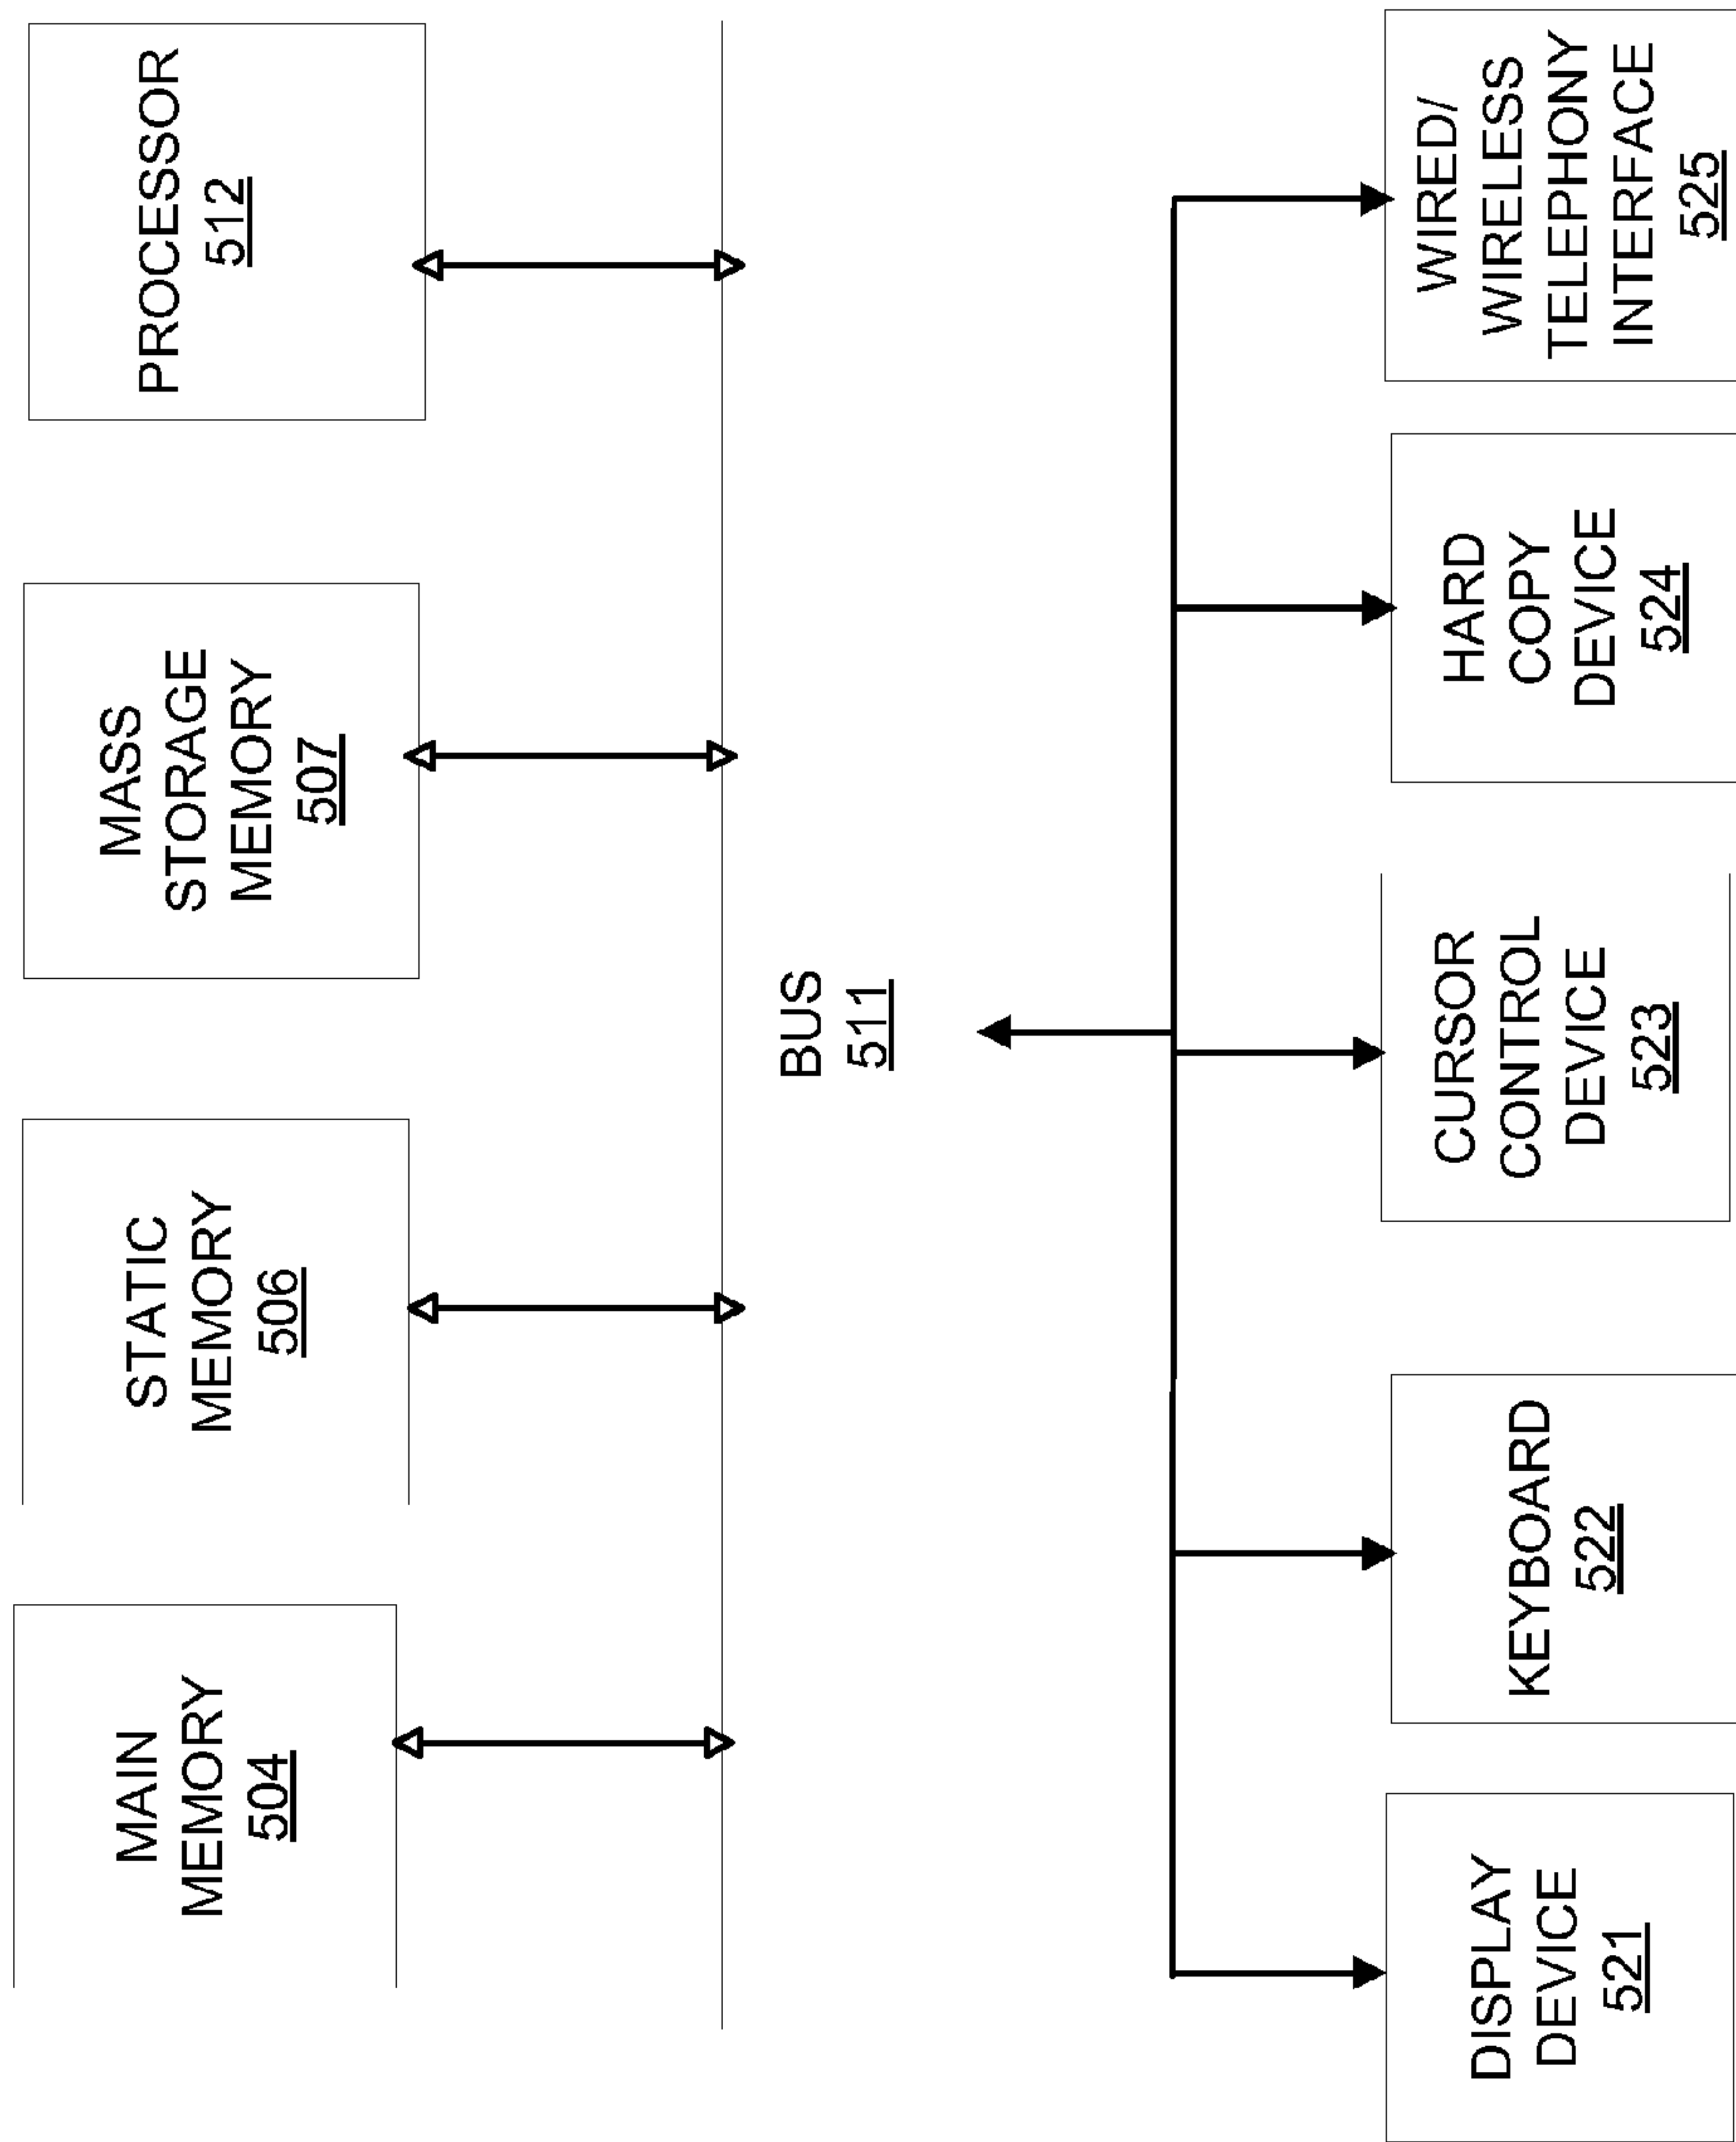 MAIN
MEMORY
504
STATIC
MEMORY
506
MASS
STORAGE
MEMORY
507
PROCESSOR
512
BUS
511
DISPLAY
DEVICE
521
KEYBOARD
522
CURSOR
CONTROL
DEVICE
523
HARD
COPY
DEVICE
524
WIRED/
WIRELESS
TELEPHONY
INTERFACE
525